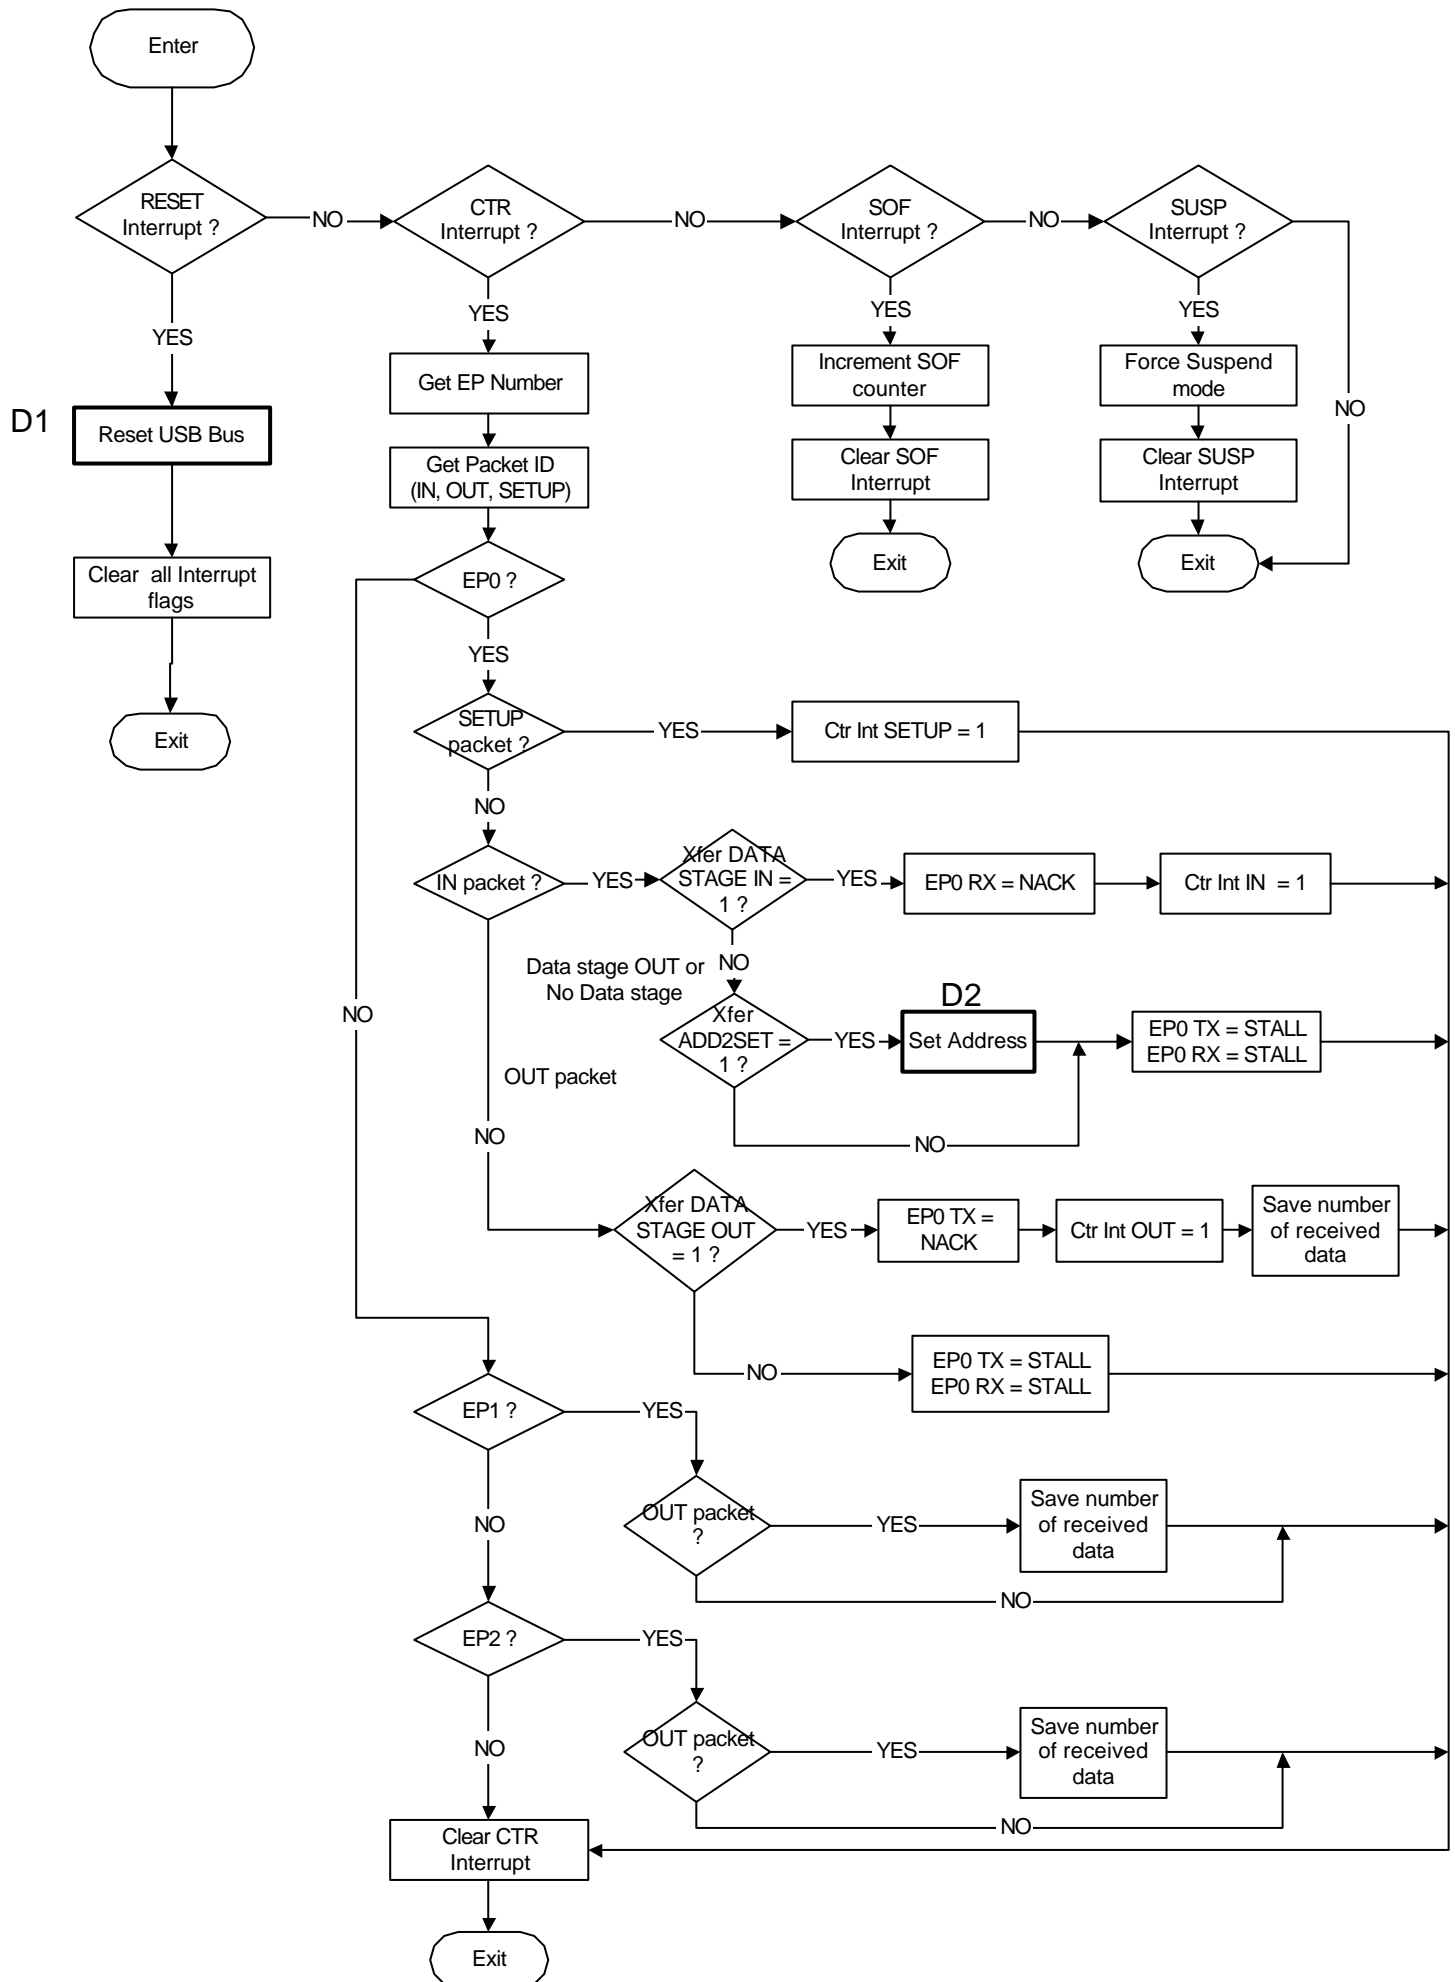 Enter
RESET
Interrupt ?
NO
CTR
Interrupt ?
NO
SOF
Interrupt ?
NO
SUSP
Interrupt ?
YES
YES
YES
YES
NO
D1
Reset USB Bus
Get EP Number
Increment SOF
counter
Force Suspend
mode
Get Packet ID
(IN, OUT, SETUP)
Clear SOF
Interrupt
Clear SUSP
Interrupt
Clear all Interrupt
flags
EP0 ?
Exit
Exit
YES
Exit
SETUP
packet ?
YES
Ctr Int SETUP = 1
NO
IN packet ?
YES
Xfer DATA
STAGE IN =
1 ?
YES
EP0 RX = NACK
Ctr Int IN = 1
NO
Data stage OUT or
No Data stage
NO
Xfer
ADD2SET =
1 ?
YES
D2
Set Address
EP0 TX = STALL
EP0 RX = STALL
OUT packet
NO
NO
Xfer DATA
STAGE OUT
= 1 ?
YES
EP0 TX =
NACK
Ctr Int OUT = 1
Save number
of received
data
NO
EP0 TX = STALL
EP0 RX = STALL
EP1 ?
YES
NO
OUT packet
?
YES
Save number
of received
data
NO
EP2 ?
YES
NO
OUT packet
?
YES
Save number
of received
data
NO
Clear CTR
Interrupt
Exit